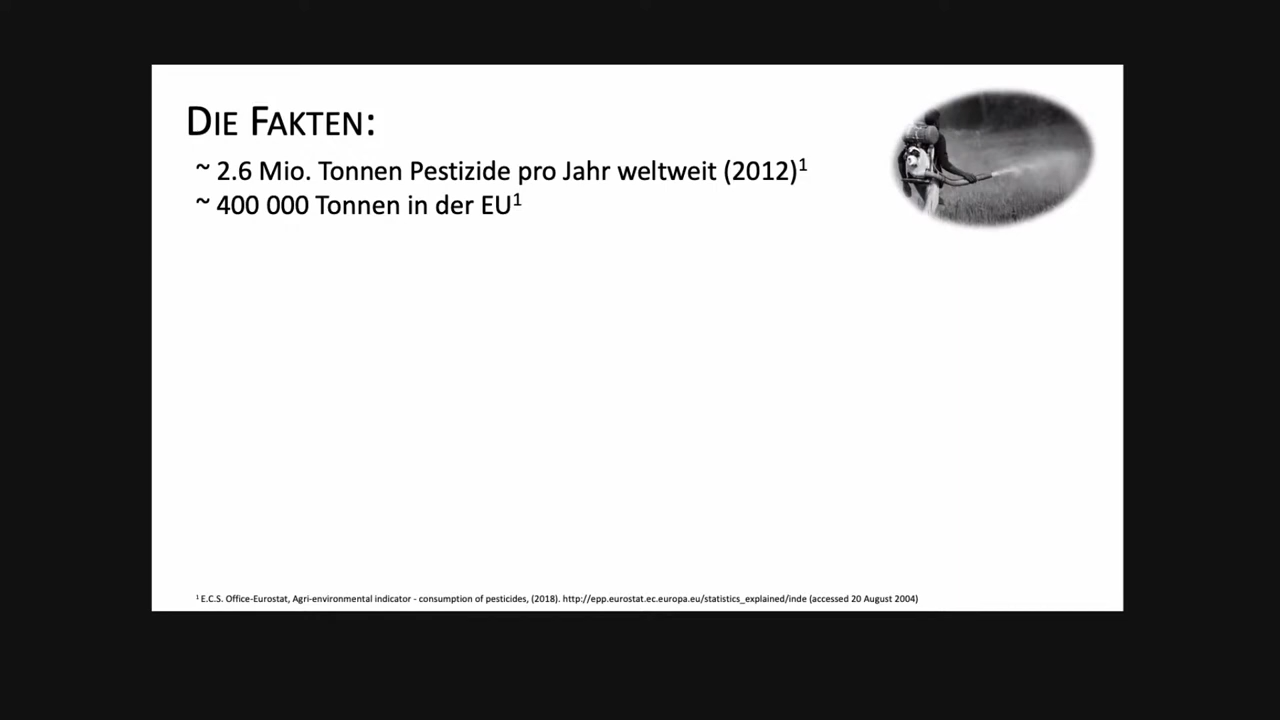 DIE FAKTEN:
~ 2.6 Mio. Tonnen Pestizide pro Jahr weltweit (2012)¹
~ 400 000 Tonnen in der EU¹
¹ E.C.S. Office-Eurostat, Agri-environmental indicator - consumption of pesticides, (2018). http://epp.eurostat.ec.europa.eu/statistics_explained/inde (accessed 20 August 2004)